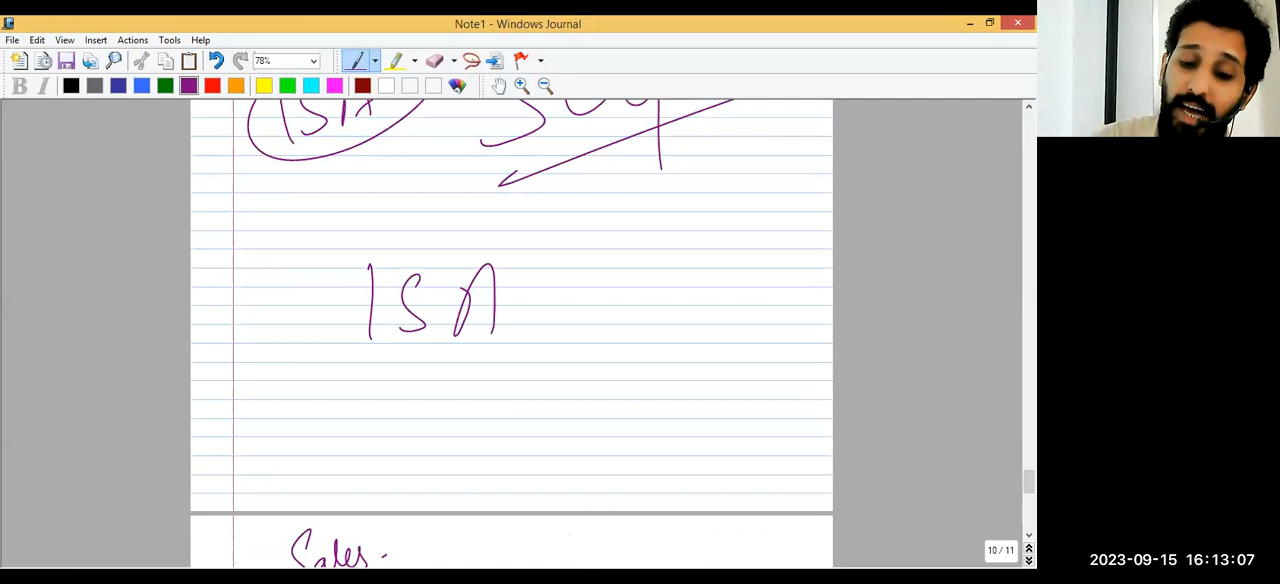 Note1 - Windows Journal
File Edit View Insert Actions Tools Help
78%
B I
ISA
ISA
Sales.
10 / 11
2023-09-15 16:13:07